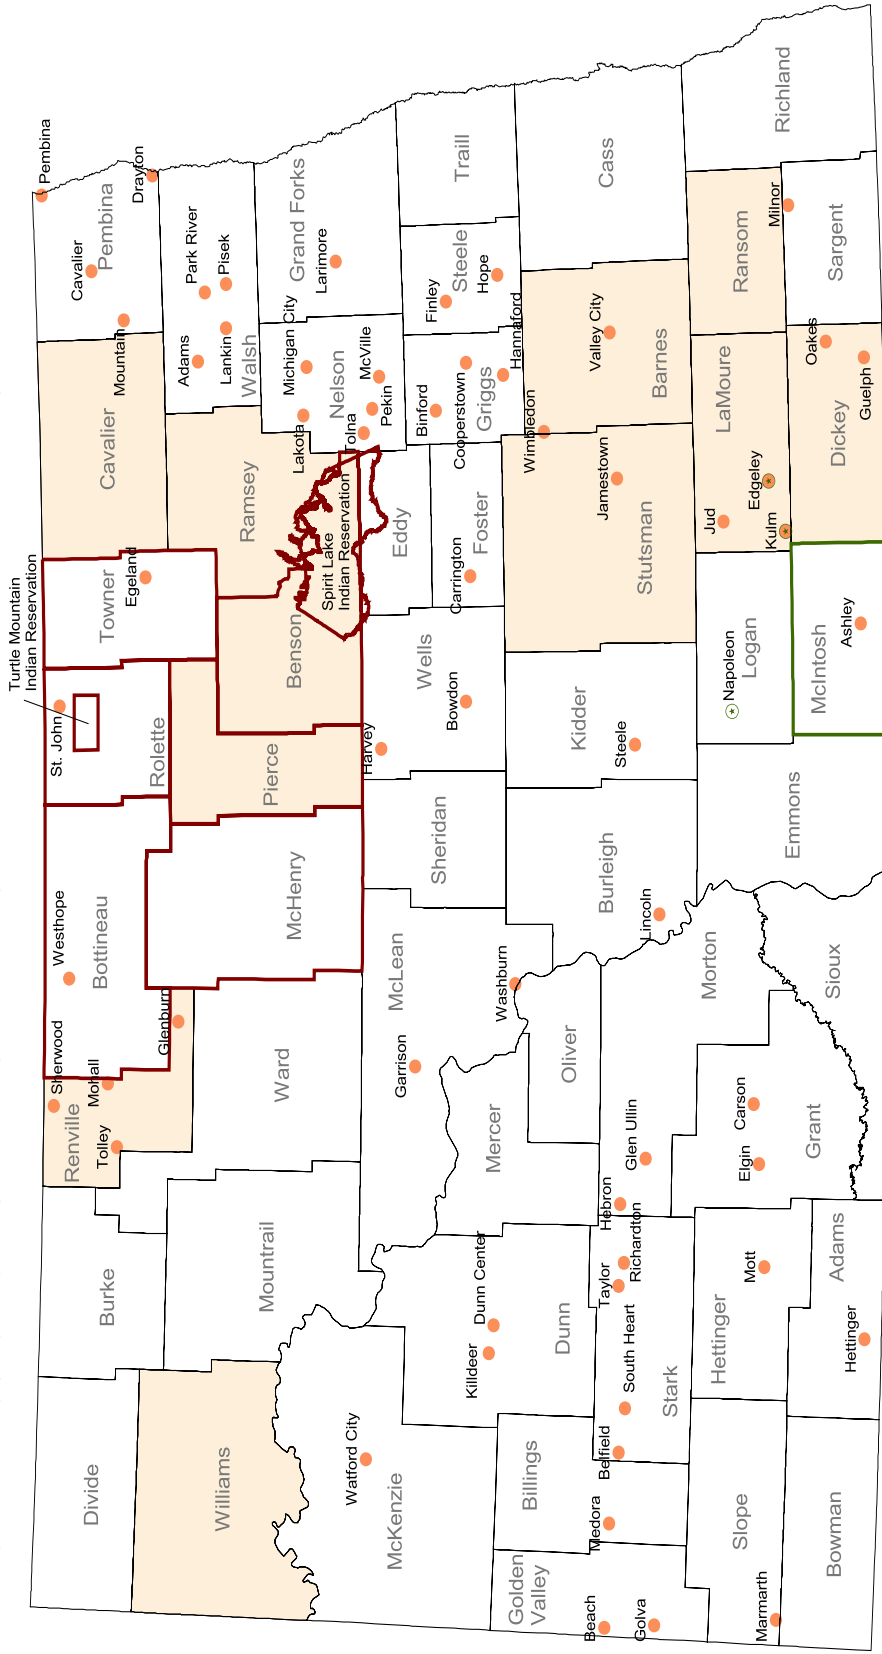 Turtle Mountain
Indian Reservation
Pembina
Divide
Burke
Renville
Sherwood
Mohall
Tolley
Glenburn
Westhope
Bottineau
St. John
Rolette
Towner
Egeland
Cavalier
Mountain
Cavalier
Pembina
Drayton
Williams
Mountrail
Ward
McHenry
Pierce
Benson
Ramsey
Spirit Lake
Indian Reservation
Adams
Lankin
Park River
Pisek
Walsh
Lakota
Michigan City
Nelson
Tolna
Pekin
McVille
Grand Forks
Larimore
Watford City
McKenzie
Killdeer
Dunn Center
Dunn
Mercer
Garrison
McLean
Washburn
Oliver
Sheridan
Harvey
Wells
Bowdon
Eddy
Carrington
Foster
Binford
Cooperstown
Griggs
Hannaford
Finley
Steele
Hope
Traill
Golden
Valley
Beach
Golva
Billings
Medora
Belfield
South Heart
Stark
Taylor
Richardton
Hebron
Glen Ullin
Morton
Burleigh
Lincoln
Kidder
Steele
Stutsman
Jamestown
Wimbledon
Valley City
Barnes
Cass
Marmarth
Slope
Bowman
Hettinger
Mott
Adams
Hettinger
Elgin
Carson
Grant
Sioux
Emmons
Napoleon
Logan
McIntosh
Ashley
Jud
Edgeley
Kulm
LaMoure
Dickey
Oakes
Guelph
Ransom
Milnor
Sargent
Richland